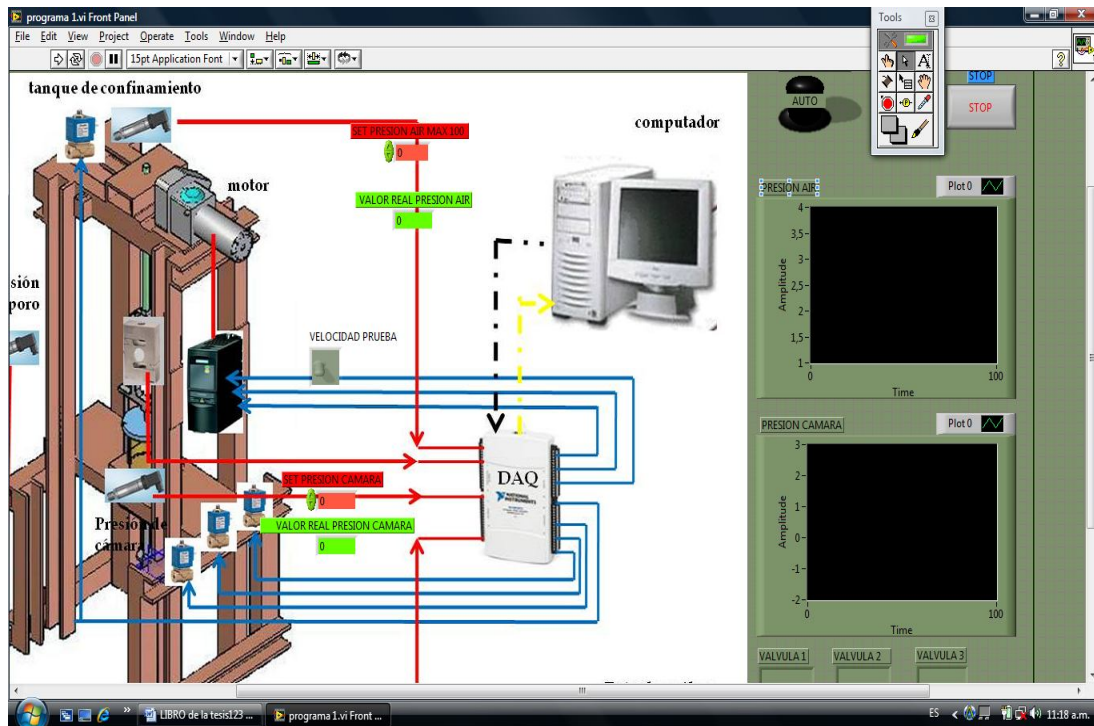 programa 1.vi Front Panel
File Edit View Project Operate Tools Window Help
15pt Application Font
Tools
tanque de confinamiento
SET PRESION AIR MAX 100
0
VALOR REAL PRESION AIR
0
motor
computador
sión
poro
VELOCIDAD PRUEBA
DAQ
NATIONAL
INSTRUMENTS
SET PRESION CAMARA
0
VALOR REAL PRESION CAMARA
0
Presión de
cámara
AUTO
STOP
STOP
PRESION AIR
Plot 0
4
3,5
3
2,5
2
1,5
1
Amplitude
0
100
Time
PRESION CAMARA
Plot 0
3
2
1
0
-1
-2
Amplitude
0
100
Time
VALVULA 1
VALVULA 2
VALVULA 3
LIBRO de la tesis123 ...
programa 1.vi Front ...
ES
11:18 a.m.